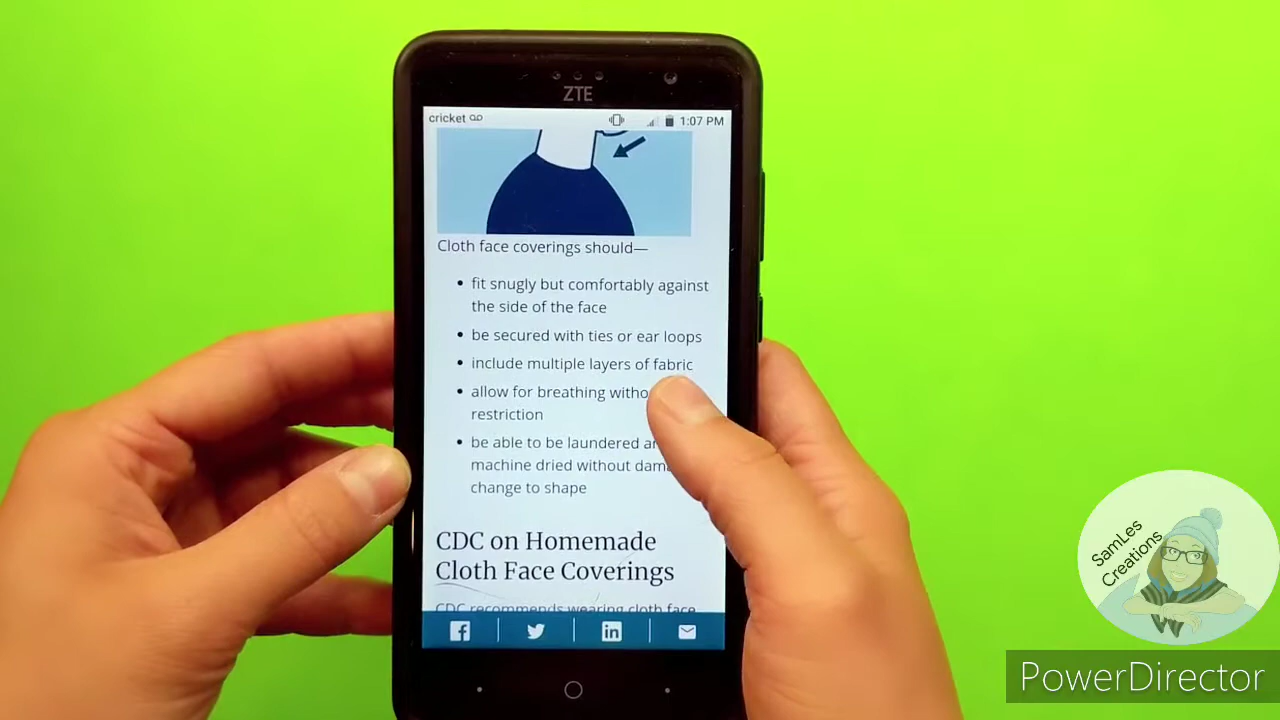 ZTE
cricket
1:07 PM
Cloth face coverings should—
fit snugly but comfortably against
the side of the face
be secured with ties or ear loops
include multiple layers of fabric
allow for breathing
restriction
be able to be laundered
machine dried without
change to shape
CDC on Homemade
Cloth Face Coverings
CDC recommends wearing cloth face
SamLes
Creations
PowerDirector